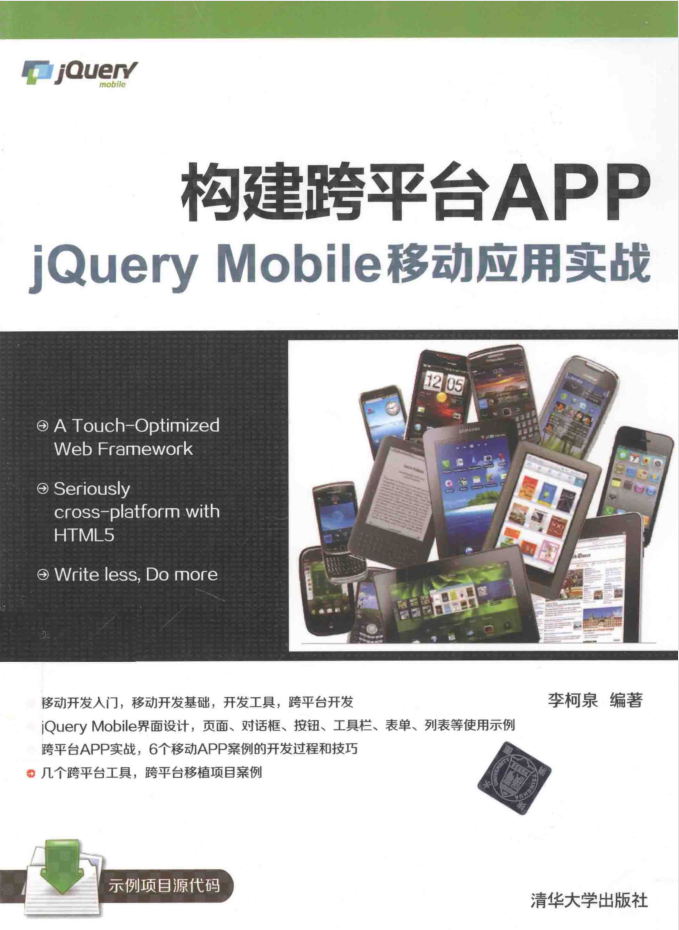 jQuery
mobile
构建跨平台APP
jQuery Mobile移动应用实战
A Touch-Optimized
Web Framework
Seriously
cross-platform with
HTML5
Write less, Do more
12 05
移动开发入门，移动开发基础，开发工具，跨平台开发
jQuery Mobile界面设计，页面、对话框、按钮、工具栏、表单、列表等使用示例
跨平台APP实战，6个移动APP案例的开发过程和技巧
几个跨平台工具，跨平台移植项目案例
李柯泉 编著
示例项目源代码
清华大学出版社